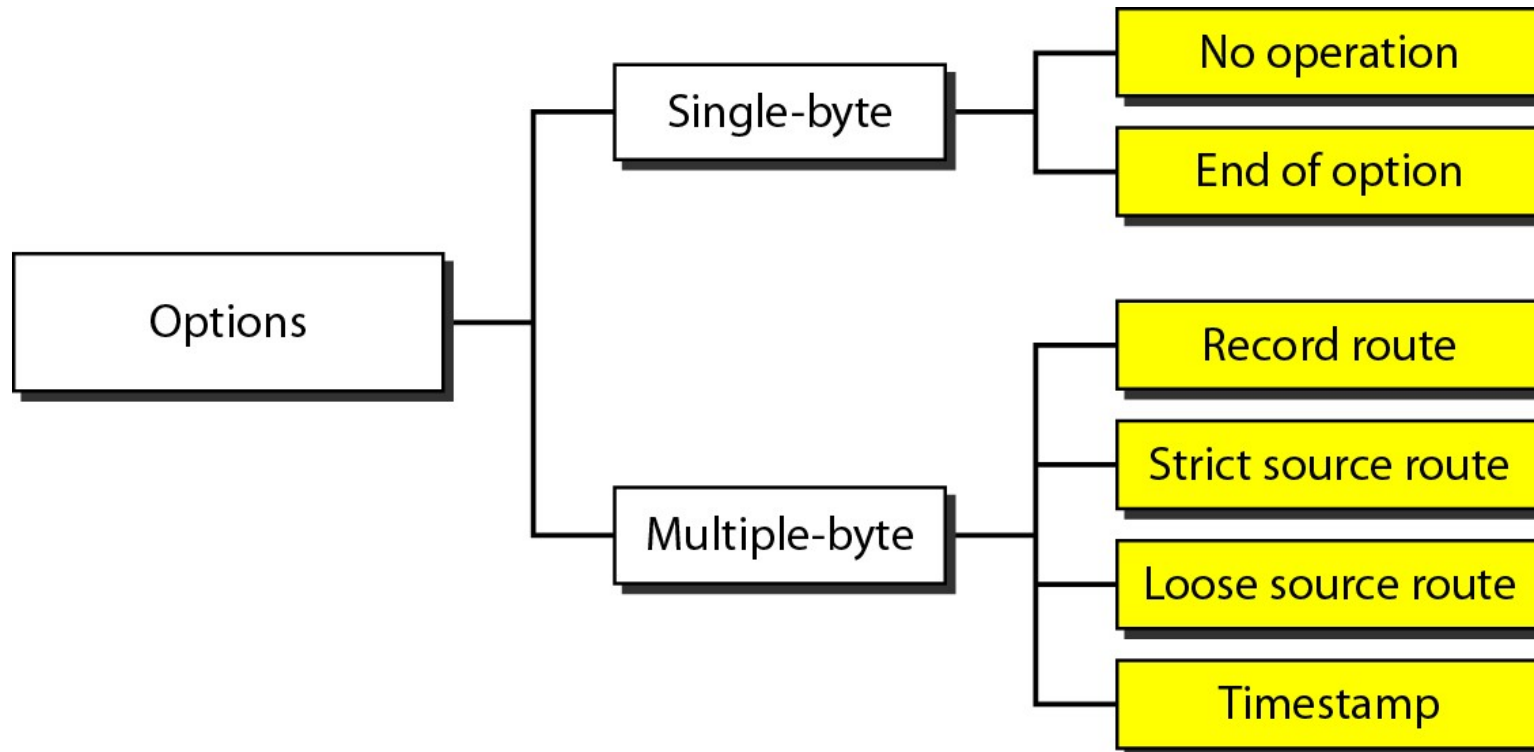 Options
Single-byte
No operation
End of option
Multiple-byte
Record route
Strict source route
Loose source route
Timestamp